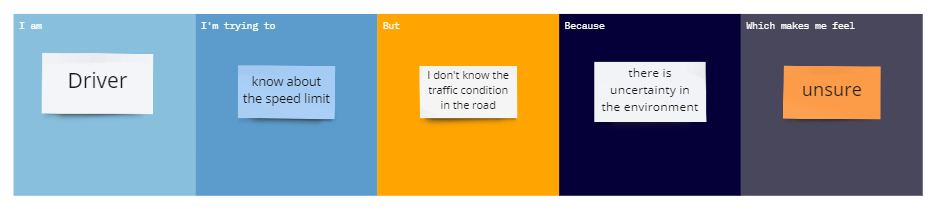 I am
Driver
I'm trying to
know about
the speed limit
But
I don't know the
traffic condition
in the road
Because
there is
uncertainty in
the environment
Which makes me feel
unsure